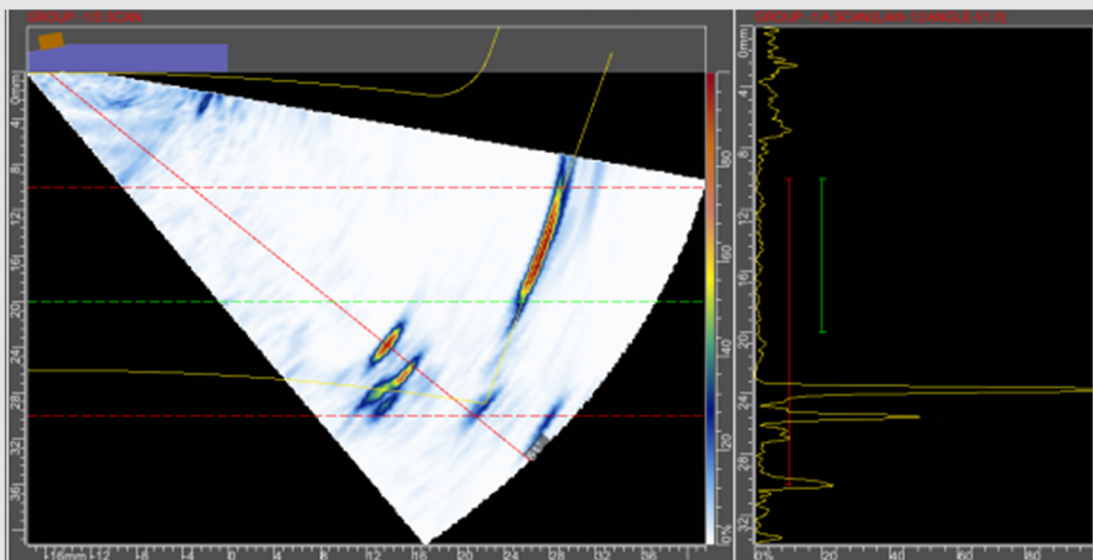 GROUP -1/S SCAN
GROUP -1/A SCAN[LAW-12/ANGLE-51.0]
0mm 4 8 12 16 20 24 28 32 36
-16mm -12 -8 -4 0 4 8 12 16 20 24 28 32 36
0% 20 40 60 80
0mm 4 8 12 16 20 24 28 32
0% 20 40 60 80